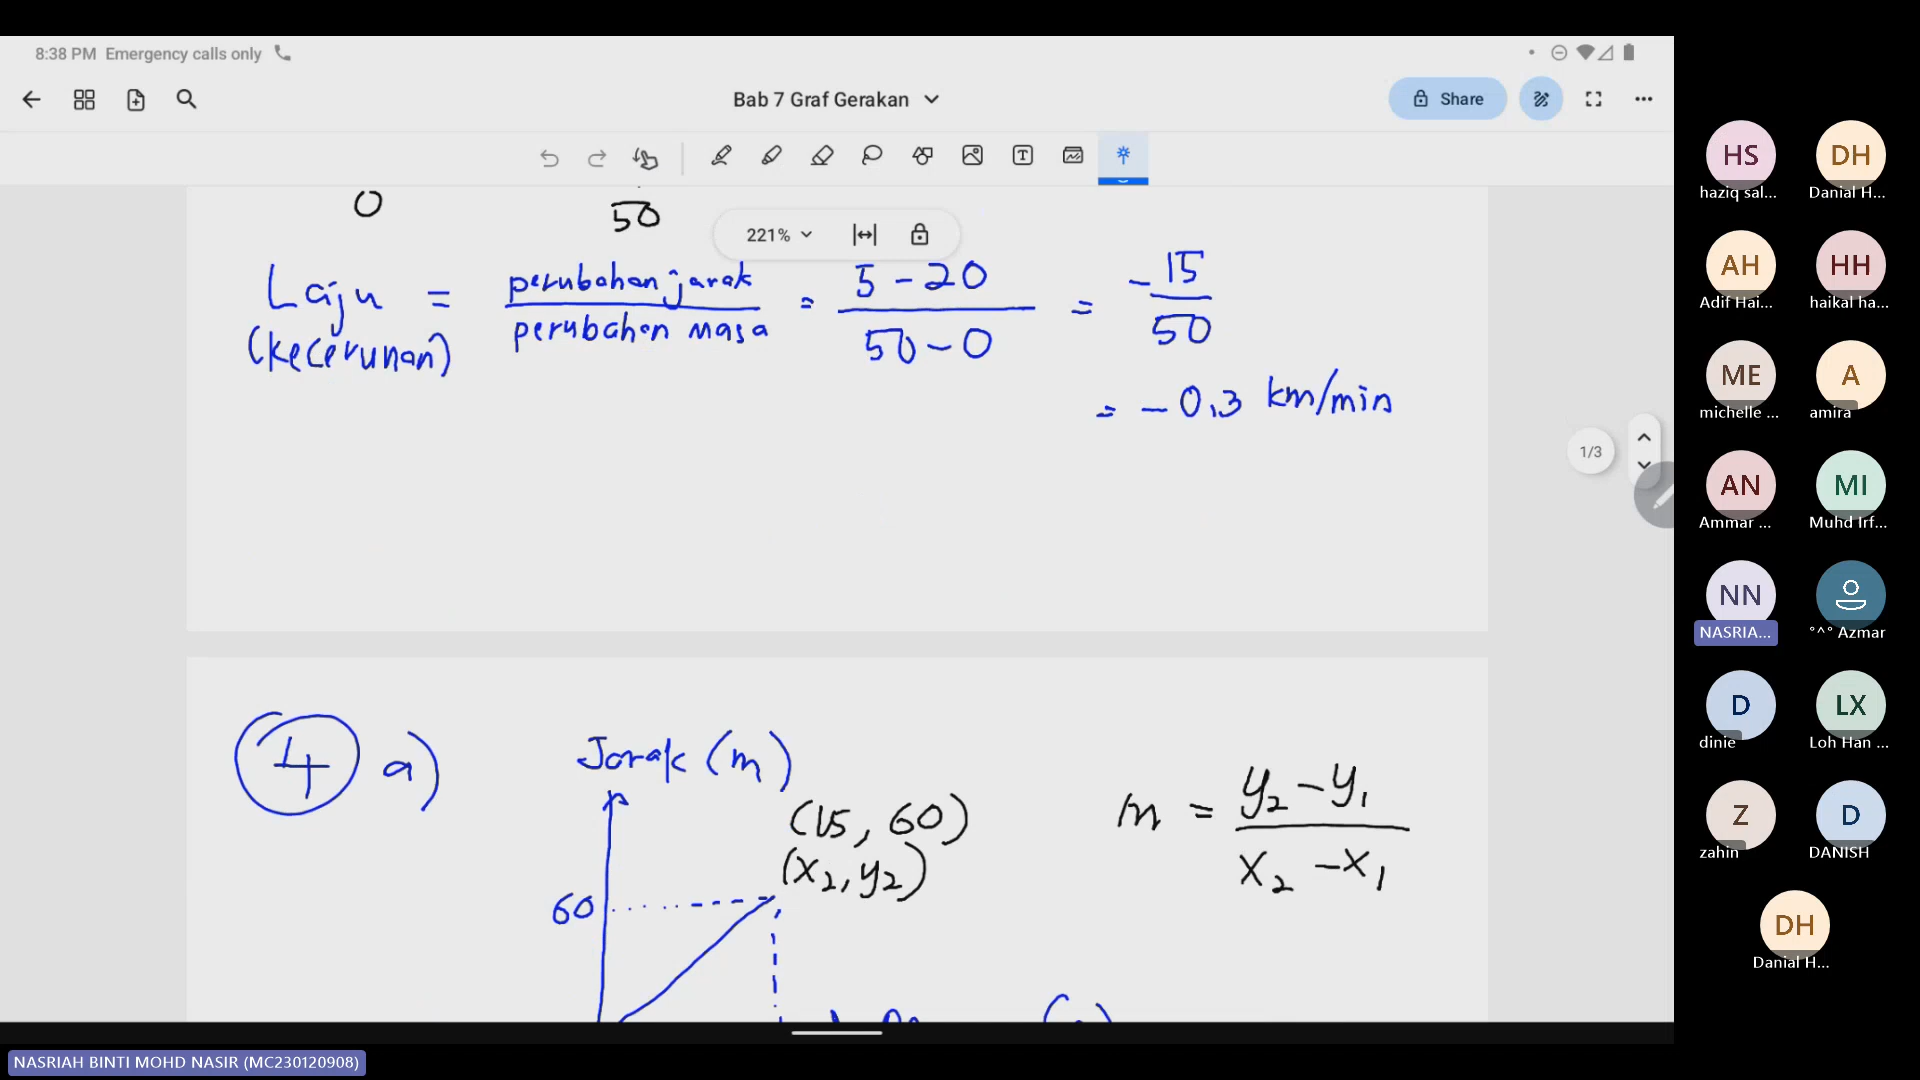 8:38 PM Emergency calls only
Bab 7 Graf Gerakan
Share
221%
0
50
Laju = perubahan jarak / perubahan masa = 5 - 20 / 50 - 0 = -15 / 50
(kecerunan)
= -0.3 km/min
1/3
4 a) Jarak (m)
(15, 60)
(x2, y2)
m = y2 - y1 / x2 - x1
60
HS
haziq sal...
DH
Danial H...
AH
Adif Hai...
HH
haikal ha...
ME
michelle ...
A
amira
AN
Ammar ...
MI
Muhd Irf...
NN
NASRIA...
°^° Azmar
D
dinie
LX
Loh Han ...
Z
zahin
D
DANISH
DH
Danial H...
NASRIAH BINTI MOHD NASIR (MC230120908)